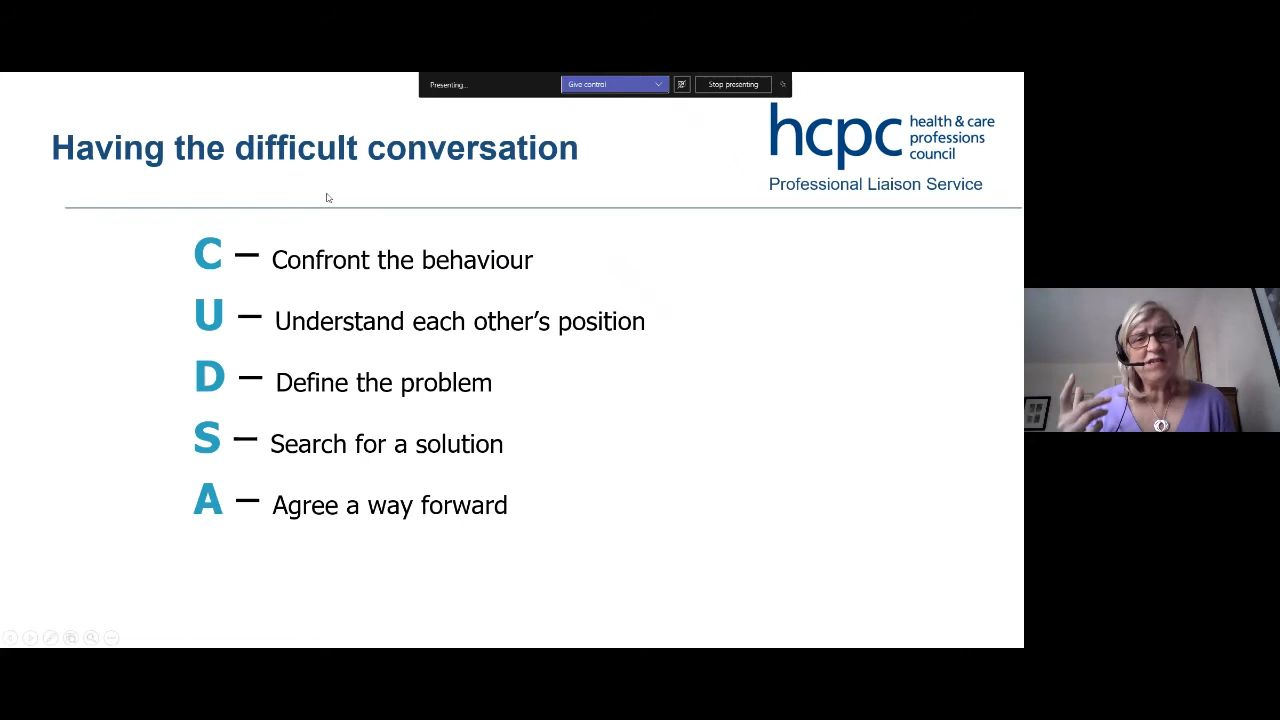 Presenting...
Give control
Stop presenting
Having the difficult conversation
hcpc health & care
professions
council
Professional Liaison Service
C – Confront the behaviour
U – Understand each other’s position
D – Define the problem
S – Search for a solution
A – Agree a way forward